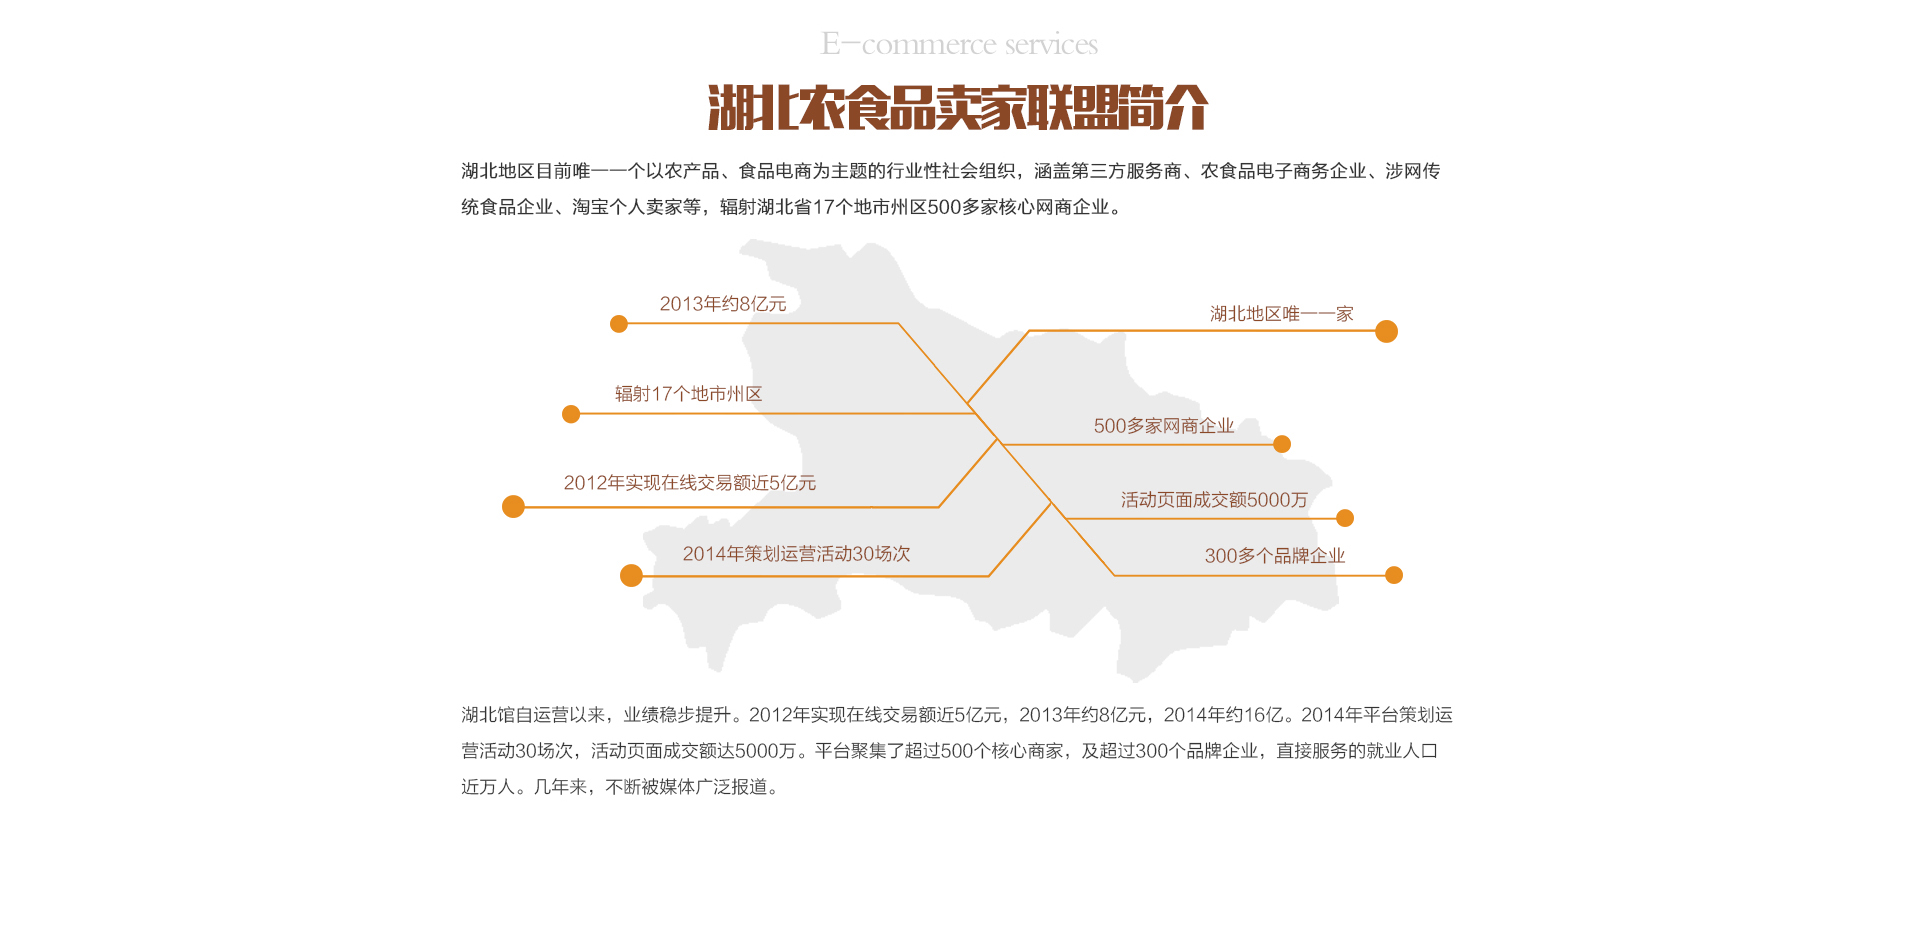 E-commerce services
湖北农食品卖家联盟简介
湖北地区目前唯一一个以农产品、食品电商为主题的行业性社会组织，涵盖第三方服务商、农食品电子商务企业、涉网传
统食品企业、淘宝个人卖家等，辐射湖北省17个地市州区500多家核心网商企业。
2013年约8亿元
湖北地区唯一一家
辐射17个地市州区
500多家网商企业
2012年实现在线交易额近5亿元
活动页面成交额5000万
2014年策划运营活动30场次
300多个品牌企业
湖北馆自运营以来，业绩稳步提升。2012年实现在线交易额近5亿元，2013年约8亿元，2014年约16亿。2014年平台策划运
营活动30场次，活动页面成交额达5000万。平台聚集了超过500个核心商家，及超过300个品牌企业，直接服务的就业人口
近万人。几年来，不断被媒体广泛报道。